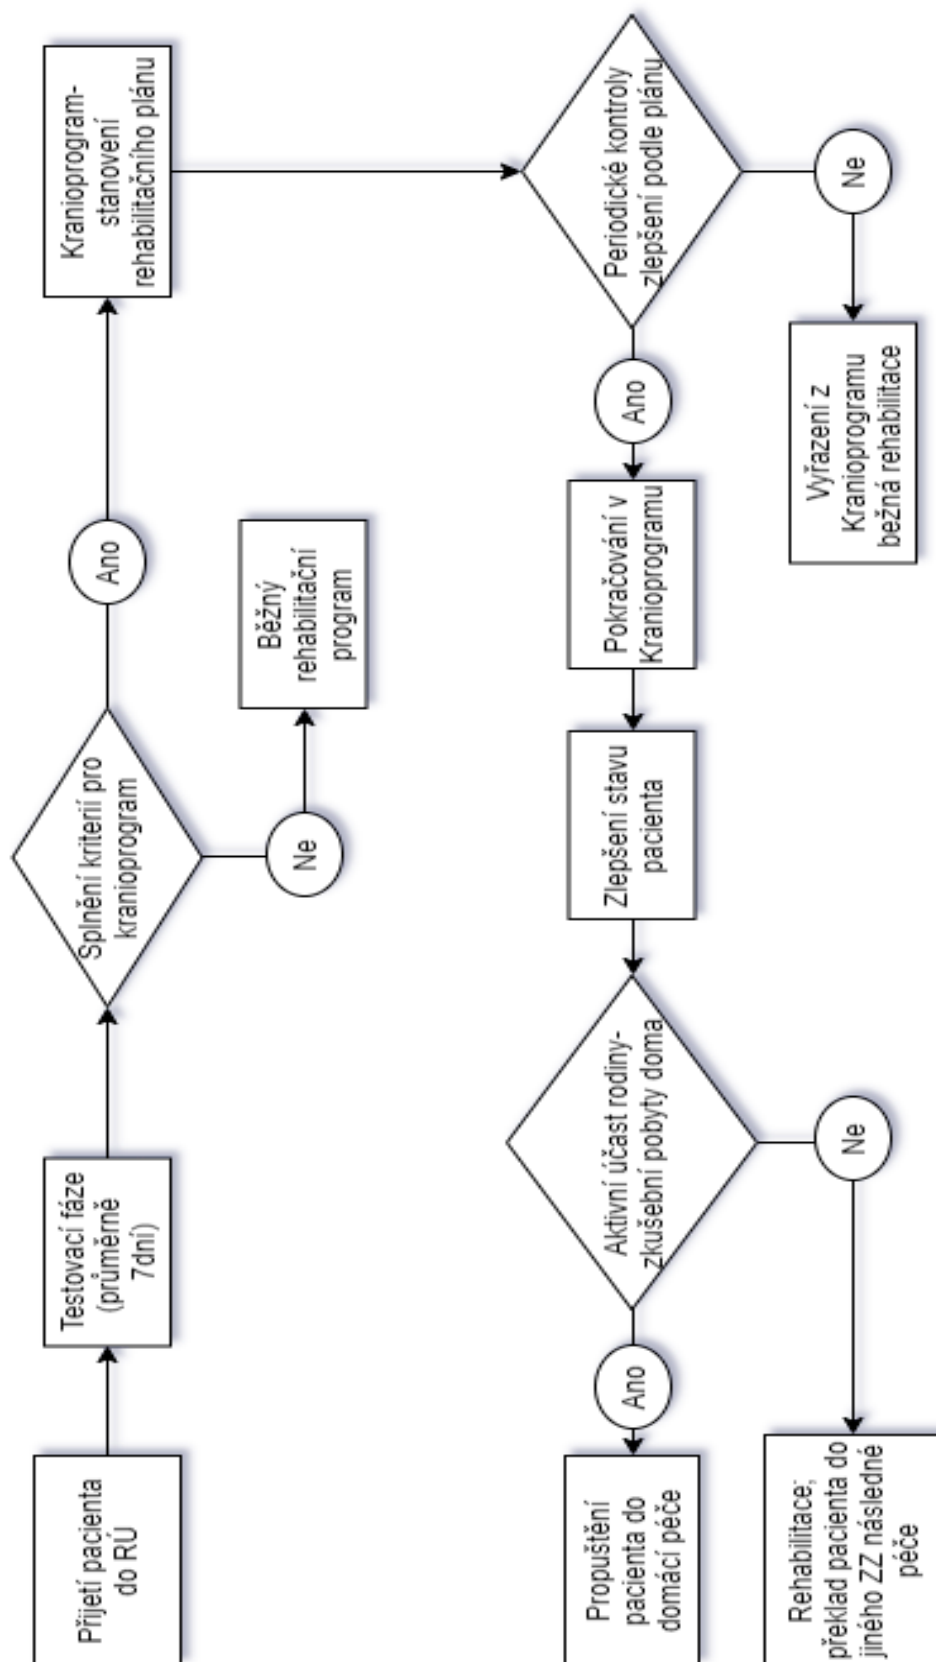 Přijetí pacienta
do RÚ
Testovací fáze
(průměrně
7dní)
Splnění kriterií pro
kranioprogram
Ano
Ne
Běžný
rehabilitační
program
Kranioprogram-
stanovení
rehabilitačního plánu
Periodické kontroly
zlepšení podle plánu
Ne
Vyřazení z
Kranioprogramu
bežná rehabilitace
Ano
Pokračování v
Kranioprogramu
Zlepšení stavu
pacienta
Aktivní účast rodiny-
zkušební pobyty doma
Ano
Propuštění
pacienta do
domácí péče
Ne
Rehabilitace;
překlad pacienta do
jiného ZZ následné
péče